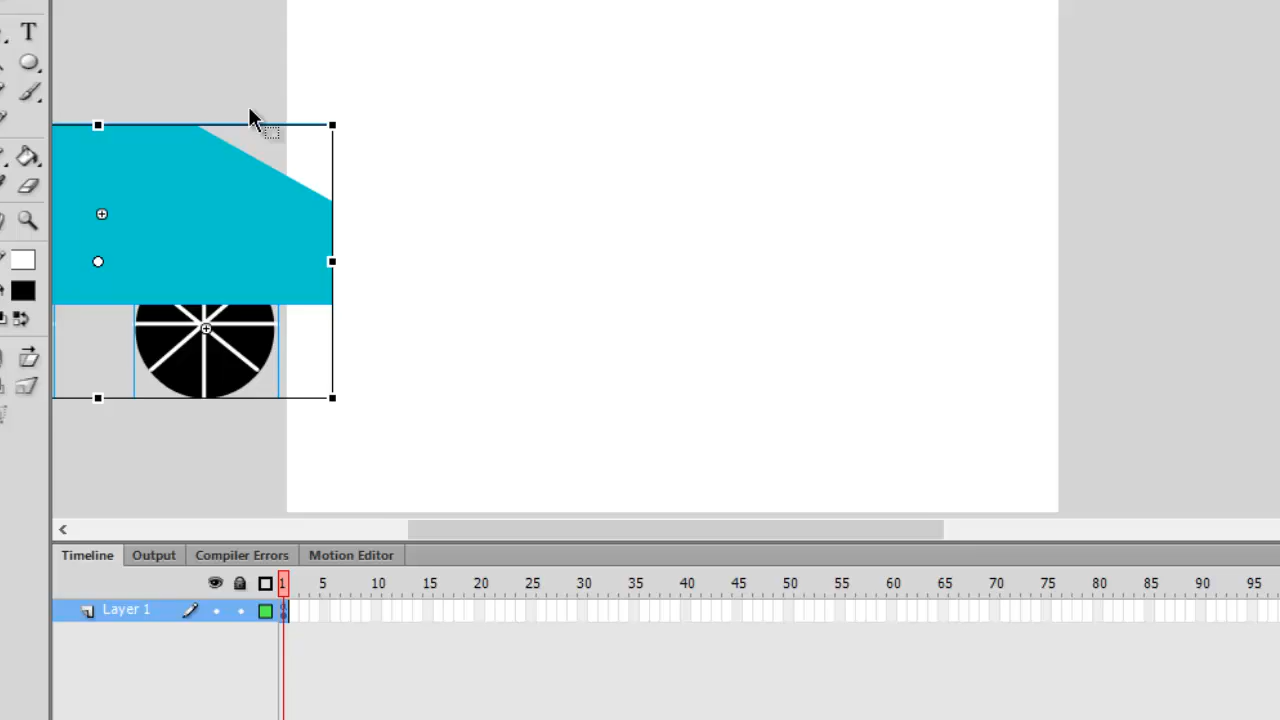 T
Timeline Output Compiler Errors Motion Editor
1 5 10 15 20 25 30 35 40 45 50 55 60 65 70 75 80 85 90 95
Layer 1